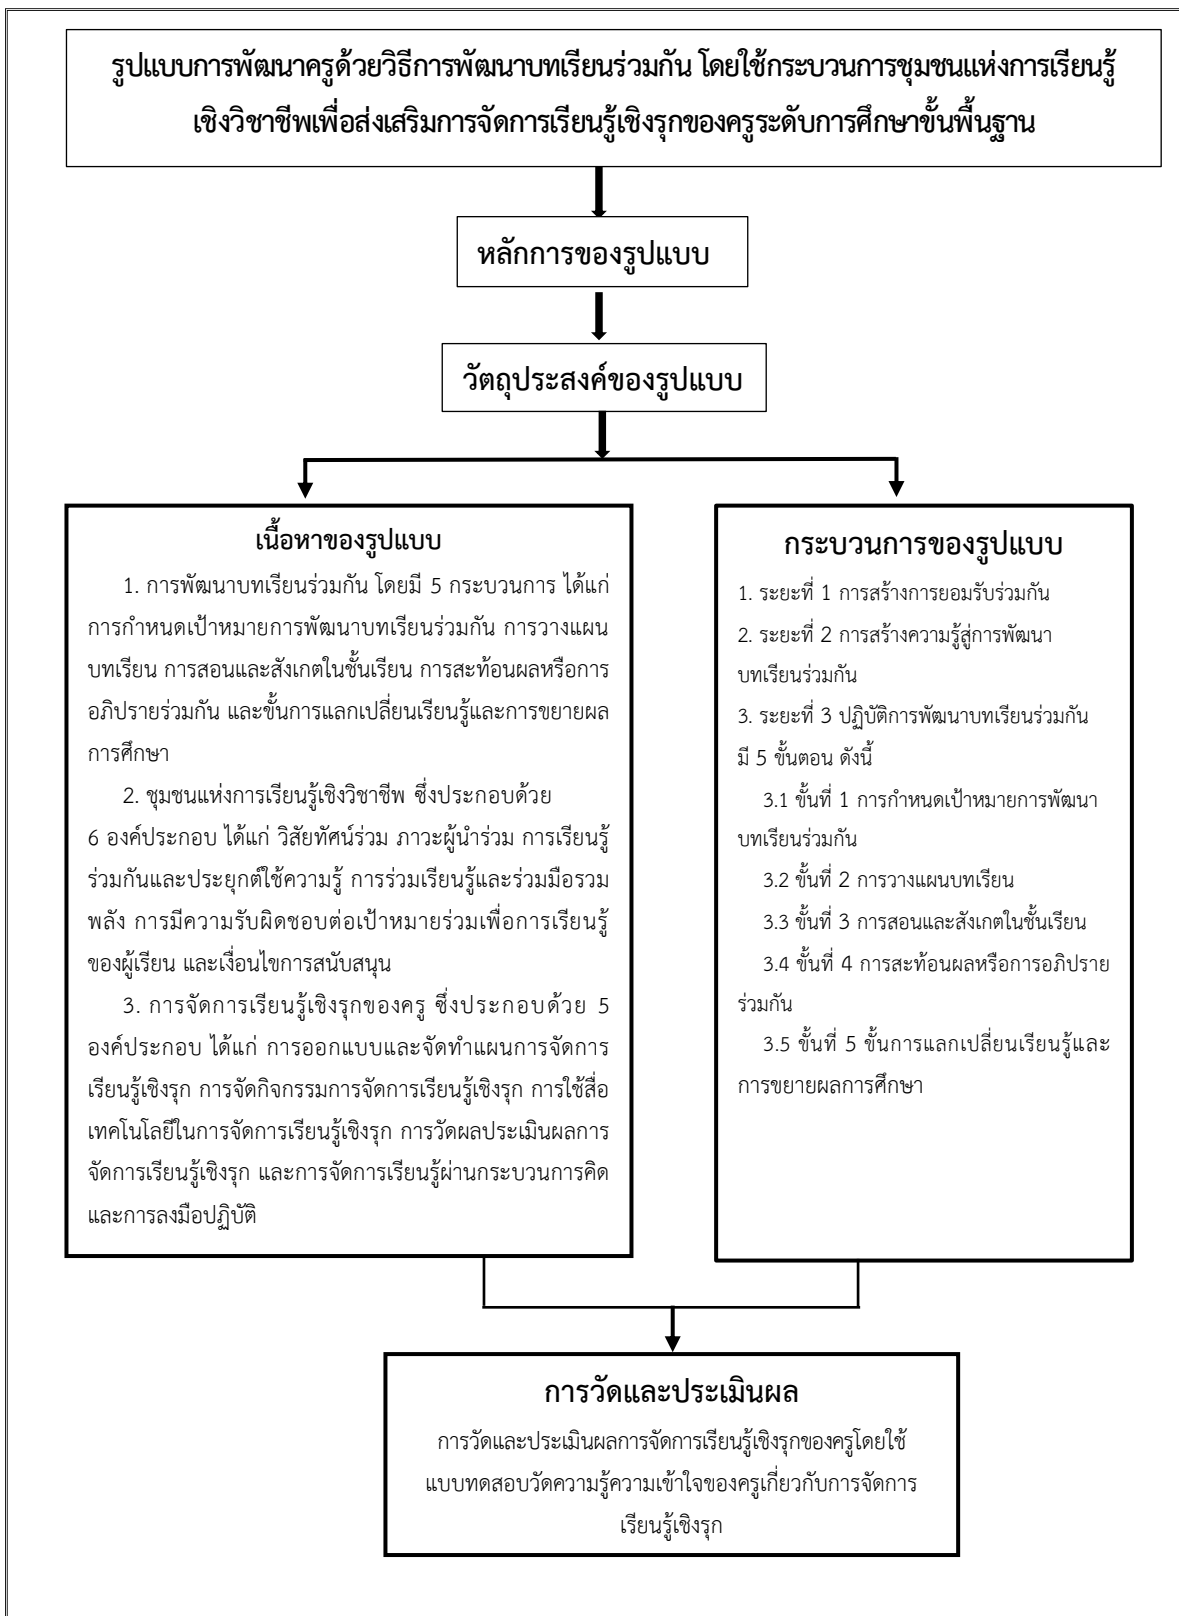 รูปแบบการพัฒนาครูด้วยวิธีการพัฒนาบทเรียนร่วมกัน โดยใช้กระบวนการชุมชนแห่งการเรียนรู้
เชิงวิชาชีพเพื่อส่งเสริมการจัดการเรียนรู้เชิงรุกของครูระดับการศึกษาขั้นพื้นฐาน
หลักการของรูปแบบ
วัตถุประสงค์ของรูปแบบ
เนื้อหาของรูปแบบ
1. การพัฒนาบทเรียนร่วมกัน โดยมี 5 กระบวนการ ได้แก่
การกำหนดเป้าหมายการพัฒนาบทเรียนร่วมกัน การวางแผน
บทเรียน การสอนและสังเกตในชั้นเรียน การสะท้อนผลหรือการ
อภิปรายร่วมกัน และขั้นการแลกเปลี่ยนเรียนรู้และการขยายผล
การศึกษา
2. ชุมชนแห่งการเรียนรู้เชิงวิชาชีพ ซึ่งประกอบด้วย
6 องค์ประกอบ ได้แก่ วิสัยทัศน์ร่วม ภาวะผู้นำร่วม การเรียนรู้
ร่วมกันและประยุกต์ใช้ความรู้ การร่วมเรียนรู้และร่วมมือรวม
พลัง การมีความรับผิดชอบต่อเป้าหมายร่วมเพื่อการเรียนรู้
ของผู้เรียน และเงื่อนไขการสนับสนุน
3. การจัดการเรียนรู้เชิงรุกของครู ซึ่งประกอบด้วย 5
องค์ประกอบ ได้แก่ การออกแบบและจัดทำแผนการจัดการ
เรียนรู้เชิงรุก การจัดกิจกรรมการจัดการเรียนรู้เชิงรุก การใช้สื่อ
เทคโนโลยีในการจัดการเรียนรู้เชิงรุก การวัดผลประเมินผลการ
จัดการเรียนรู้เชิงรุก และการจัดการเรียนรู้ผ่านกระบวนการคิด
และการลงมือปฏิบัติ
กระบวนการของรูปแบบ
1. ระยะที่ 1 การสร้างการยอมรับร่วมกัน
2. ระยะที่ 2 การสร้างความรู้สู่การพัฒนา
บทเรียนร่วมกัน
3. ระยะที่ 3 ปฏิบัติการพัฒนาบทเรียนร่วมกัน
มี 5 ขั้นตอน ดังนี้
3.1 ขั้นที่ 1 การกำหนดเป้าหมายการพัฒนา
บทเรียนร่วมกัน
3.2 ขั้นที่ 2 การวางแผนบทเรียน
3.3 ขั้นที่ 3 การสอนและสังเกตในชั้นเรียน
3.4 ขั้นที่ 4 การสะท้อนผลหรือการอภิปราย
ร่วมกัน
3.5 ขั้นที่ 5 ขั้นการแลกเปลี่ยนเรียนรู้และ
การขยายผลการศึกษา
การวัดและประเมินผล
การวัดและประเมินผลการจัดการเรียนรู้เชิงรุกของครูโดยใช้
แบบทดสอบวัดความรู้ความเข้าใจของครูเกี่ยวกับการจัดการ
เรียนรู้เชิงรุก